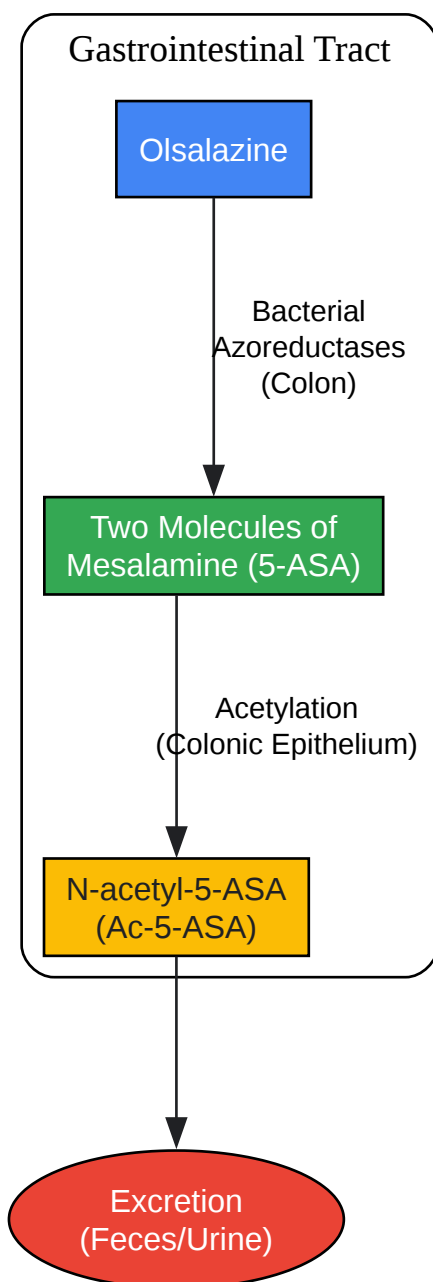 Gastrointestinal Tract
Olsalazine
Bacterial
Azoreductases
(Colon)
Two Molecules of
Mesalamine (5-ASA)
Acetylation
(Colonic Epithelium)
N-acetyl-5-ASA
(Ac-5-ASA)
Excretion
(Feces/Urine)